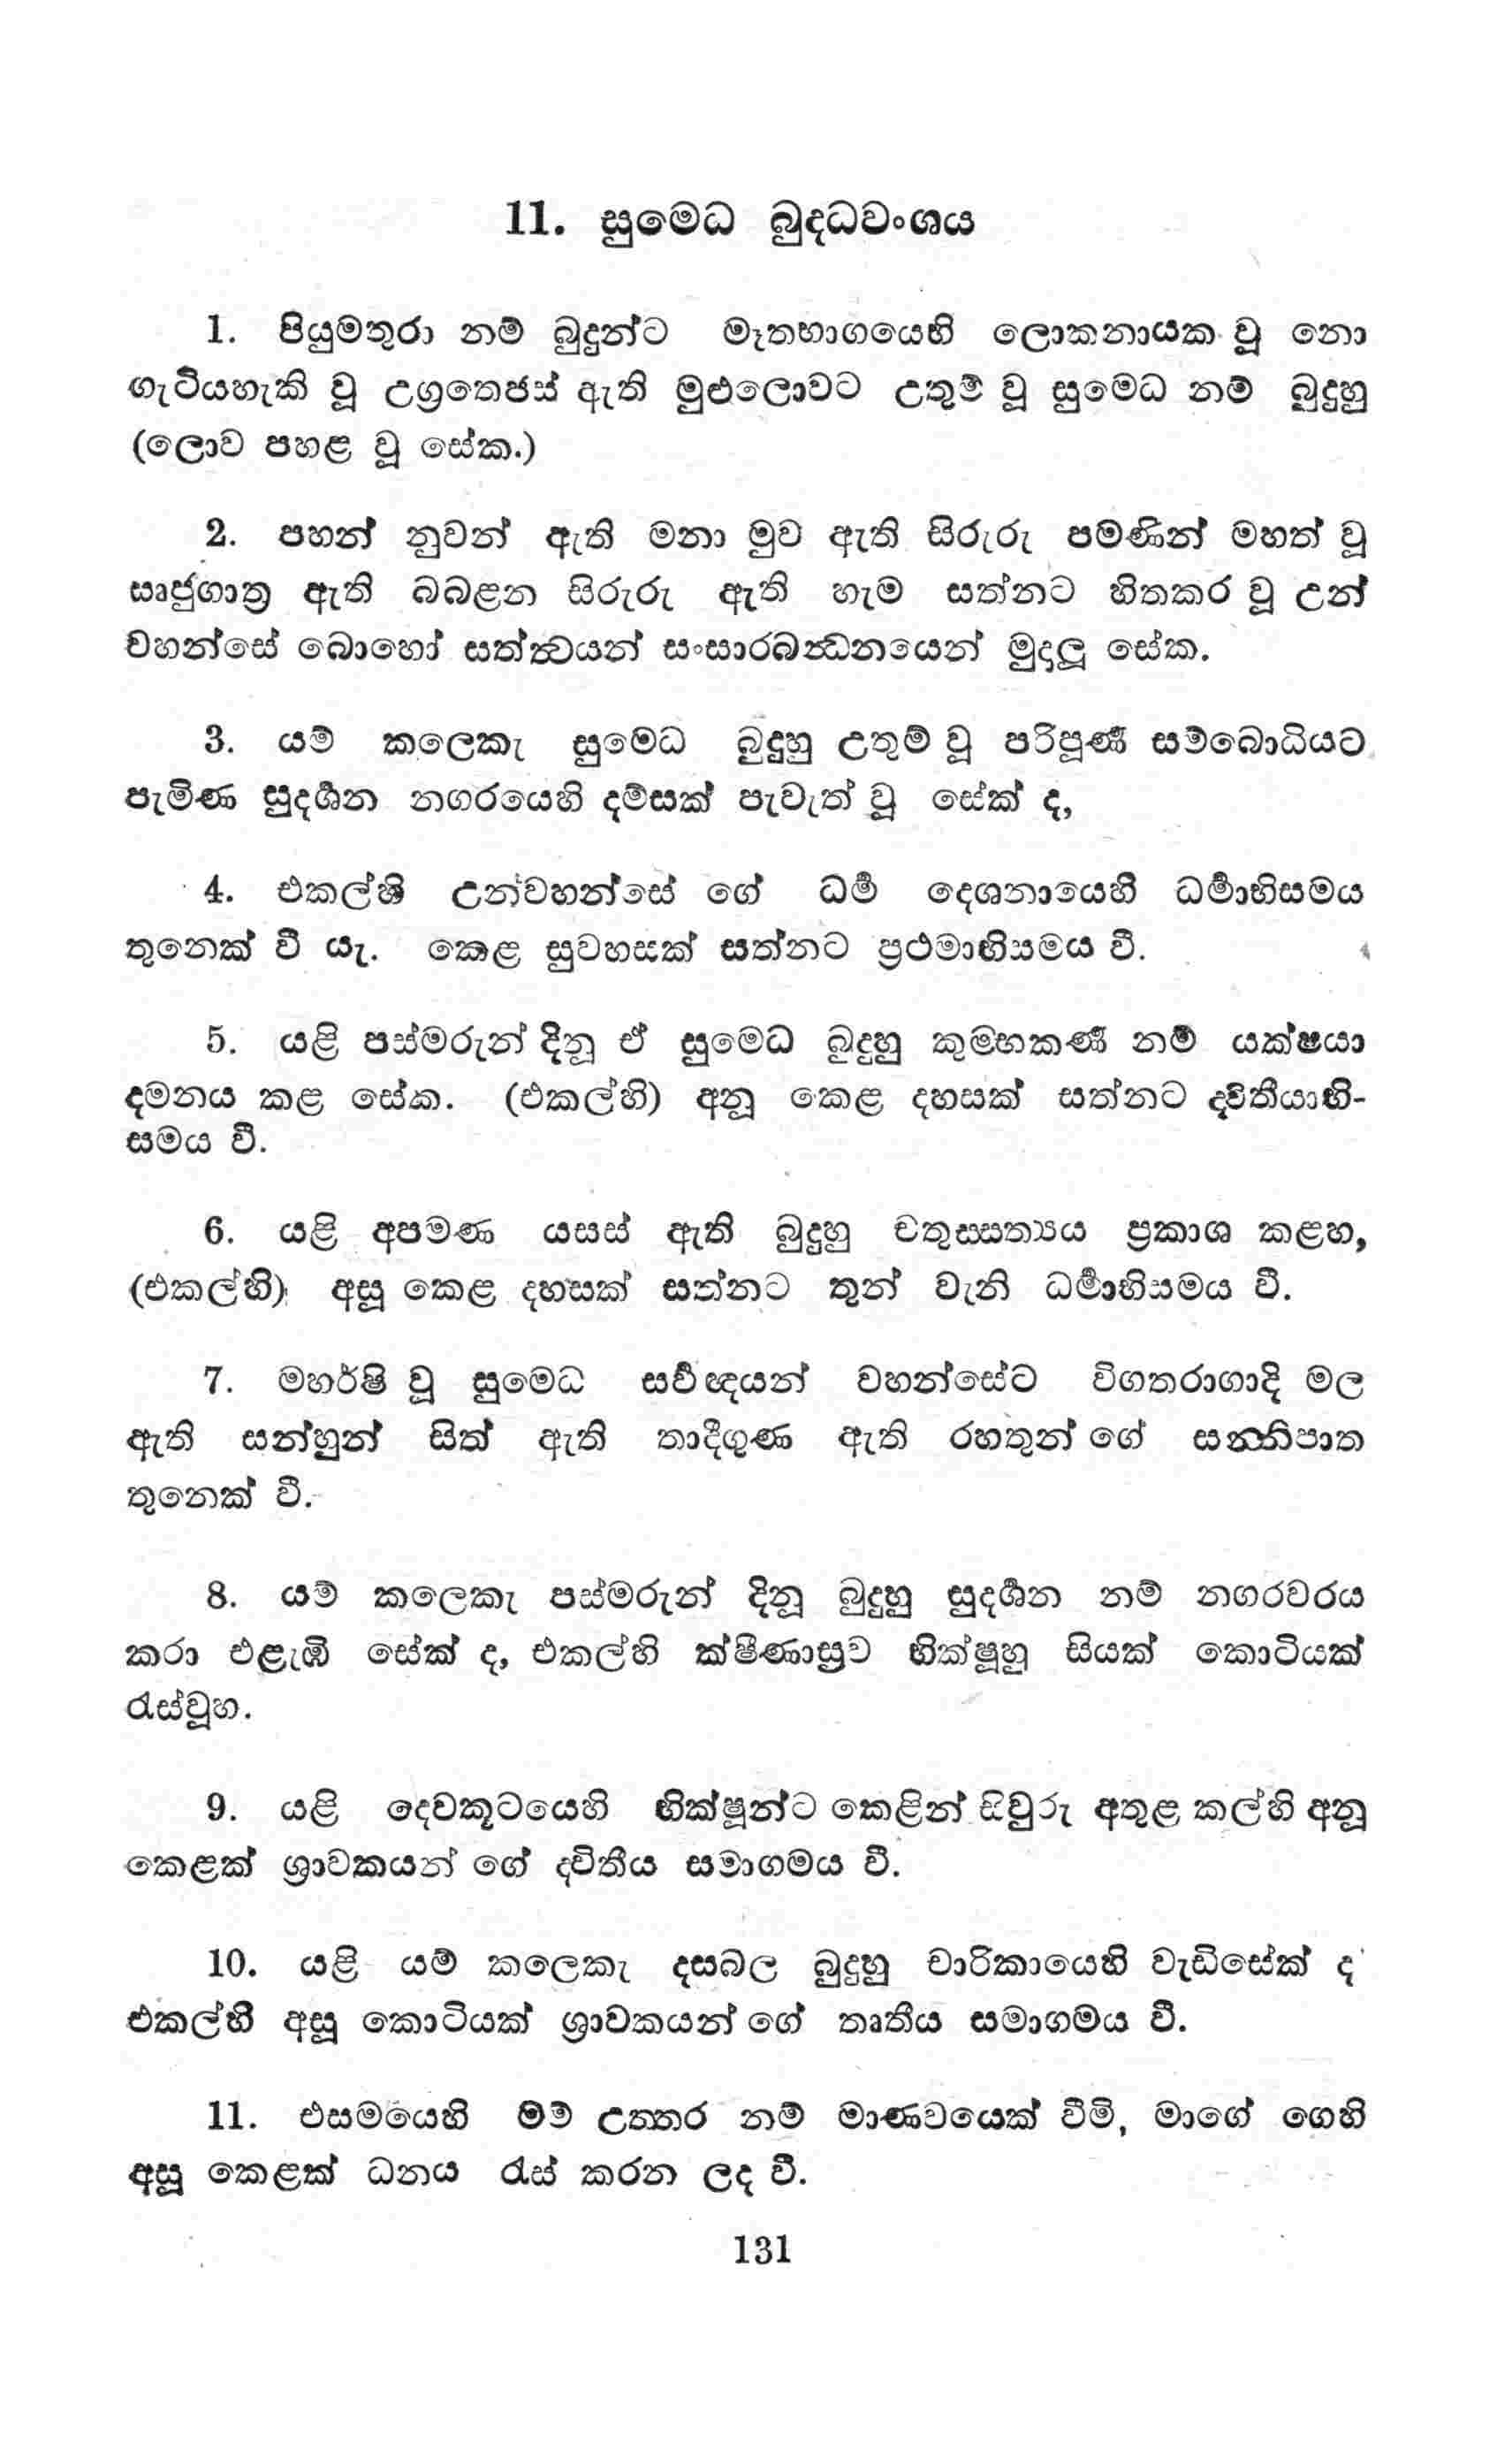 11. සුමෙධ බුද්ධවංශය
1. පියුමතුරා නම් බුදුන්ට මෑතභාගයෙහි ලොකනායක වූ නො
ගැටියහැකි වූ උග්‍රතෙජස් ඇති මුළුලොවට උතුම් වූ සුමෙධ නම් බුදුහු
(ලොව පහළ වූ සේක.)
2. පහන් නුවන් ඇති මනා මුව ඇති සිරුරු පමණින් මහත් වූ
සෘජුගාත්‍ර ඇති බබළන සිරුරු ඇති හැම සත්නට හිතකර වූ උන්
වහන්සේ බොහෝ සත්ත්‍වයන් සංසාරබන්‍ධනයෙන් මුදාලූ සේක.
3. යම් කලෙකැ සුමෙධ බුදුහු උතුම් වූ පරිපූර්‍ණ සම්බොධියට
පැමිණ සුදර්‍ශන නගරයෙහි දම්සක් පැවැත් වූ සේක් ද,
4. එකල්හි උන්වහන්සේ ගේ ධර්‍ම දෙශනායෙහි ධර්‍මාභිසමය
තුනෙක් වී යැ. කෙළ සුවහසක් සත්නට ප්‍රථමාභිසමය වී.
5. යළි පස්මරුන් දිනූ ඒ සුමෙධ බුදුහු කුම්භකර්‍ණ නම් යක්ෂයා
දමනය කළ සේක. (එකල්හි) අනූ කෙළ දහසක් සත්නට ද්විතීයාභි-
සමය වී.
6. යළි අපමණ යසස් ඇති බුදුහු චතුස්සත්‍යය ප්‍රකාශ කළහ,
(එකල්හි) අසූ කෙළ දහසක් සත්නට තුන් වැනි ධර්‍මාභිසමය වී.
7. මහර්ෂි වූ සුමෙධ සර්‍වඥයන් වහන්සේට විගතරාගාදි මල
ඇති සන්හුන් සිත් ඇති තාදීගුණ ඇති රහතුන් ගේ සන්නිපාත
තුනෙක් වී.
8. යම් කලෙකැ පස්මරුන් දිනූ බුදුහු සුදර්‍ශන නම් නගරවරය
කරා එළැඹි සේක් ද, එකල්හි ක්ෂීණාස්‍රව භික්ෂූහු සියක් කොටියක්
රැස්වූහ.
9. යළි දෙවකූටයෙහි භික්ෂූන්ට කෙළින් සිවුරු අතුළ කල්හි අනූ
කෙළක් ශ්‍රාවකයන් ගේ ද්විතීය සමාගමය වී.
10. යළි යම් කලෙකැ දසබල බුදුහු චාරිකායෙහි වැඩිසේක් ද
එකල්හි අසූ කොටියක් ශ්‍රාවකයන් ගේ තෘතීය සමාගමය වී.
11. එසමයෙහි මම් උත්තර නම් මාණවයෙක් වීමි, මාගේ ගෙහි
අසූ කෙළක් ධනය රැස් කරන ලද වී.
131